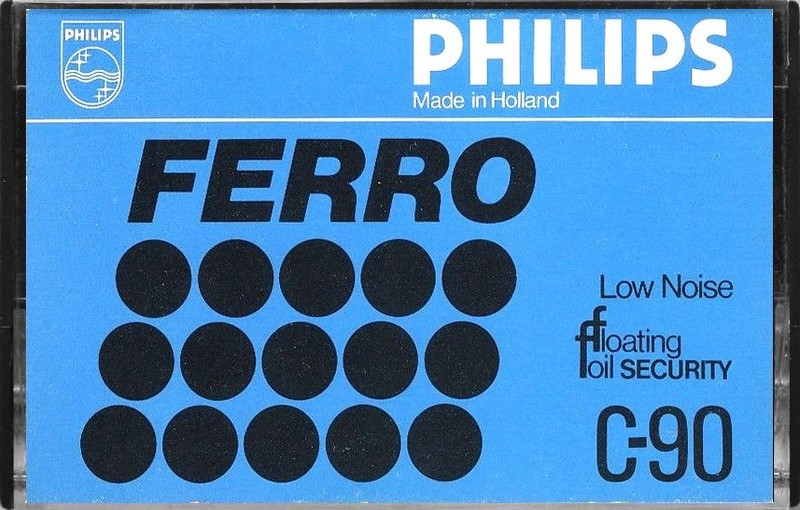 PHILIPS
PHILIPS
Made in Holland
FERRO
Low Noise
floating
foil SECURITY
C-90